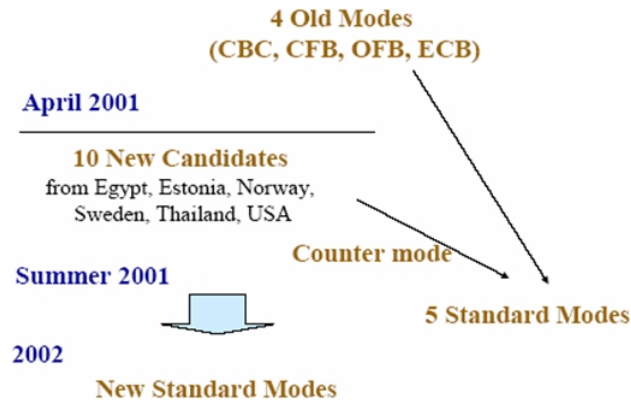 4 Old Modes
(CBC, CFB, OFB, ECB)
April 2001
10 New Candidates
from Egypt, Estonia, Norway,
Sweden, Thailand, USA
Counter mode
Summer 2001
5 Standard Modes
2002
New Standard Modes